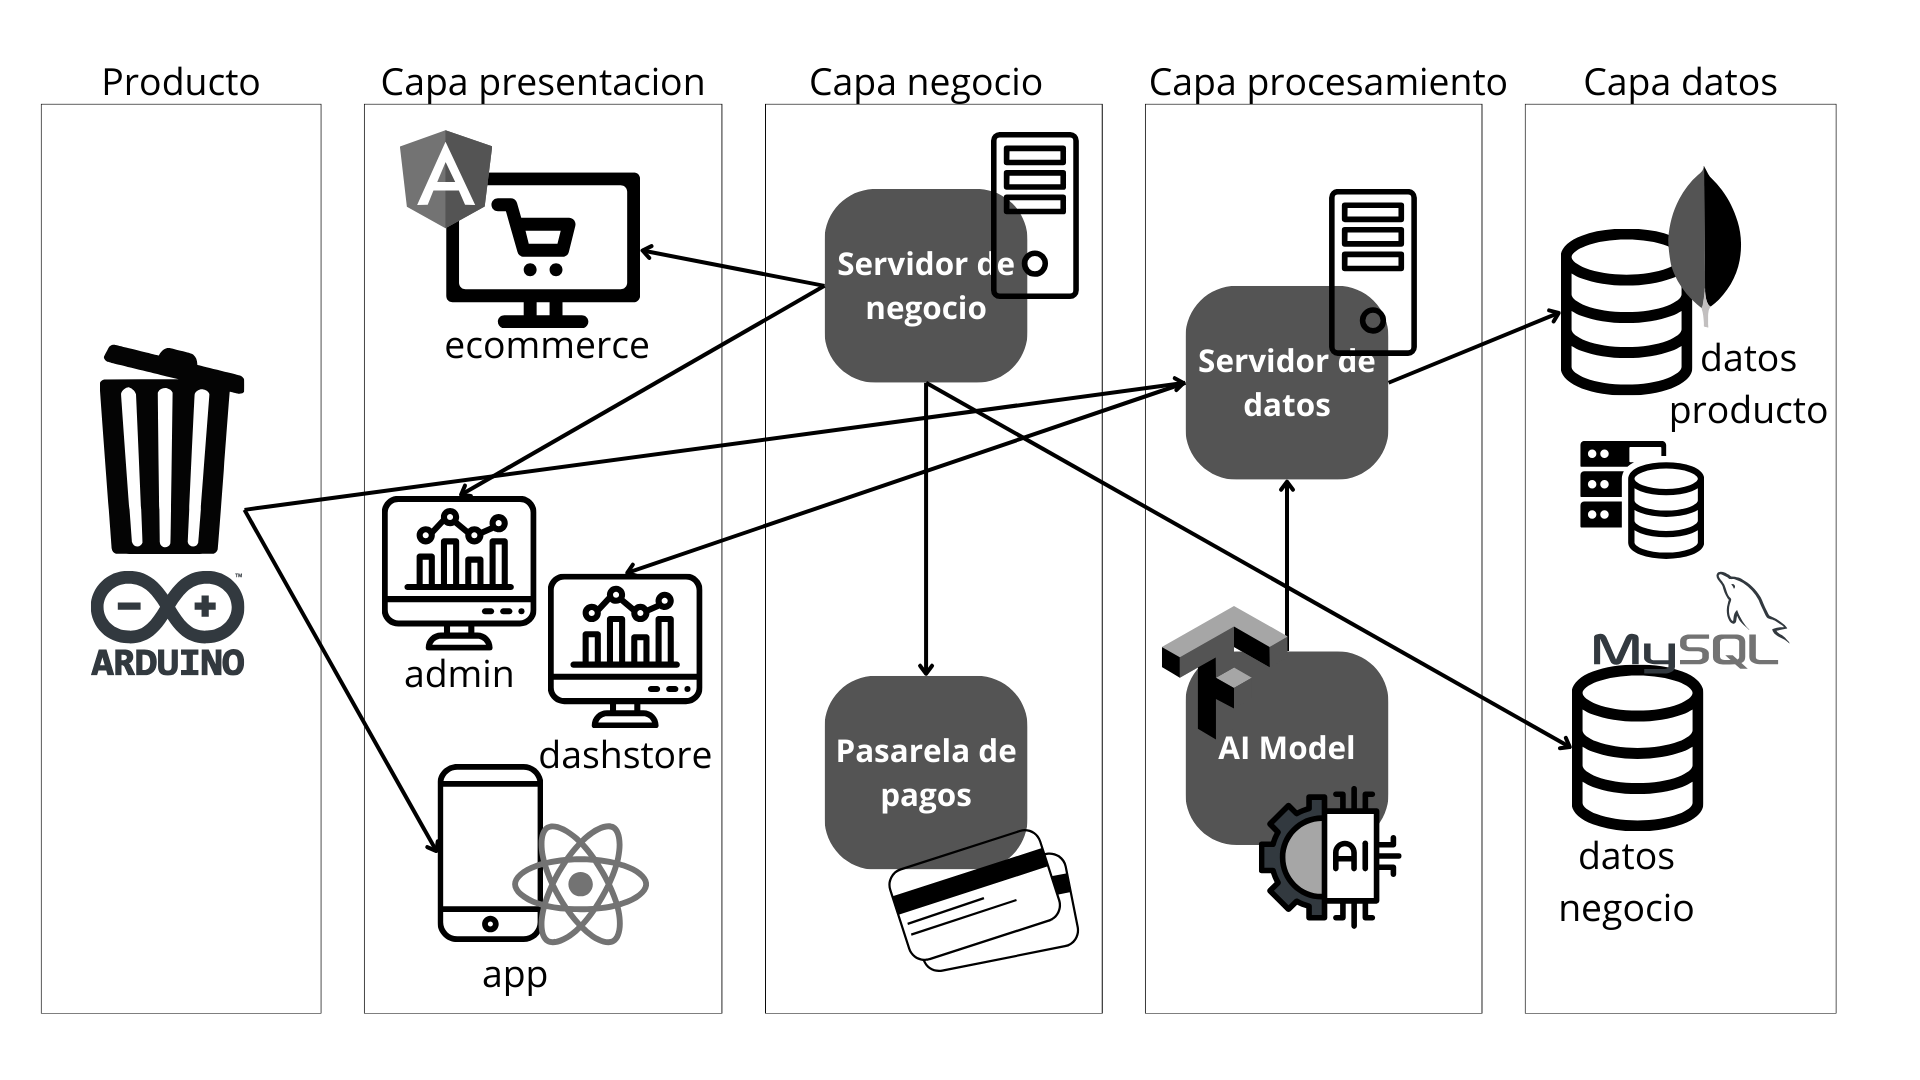 Producto
Capa presentacion
Capa negocio
Capa procesamiento
Capa datos
ARDUINO
™
A
ecommerce
admin
dashstore
app
Servidor de
negocio
Pasarela de
pagos
Servidor de
datos
AI Model
AI
datos
producto
MySQL
datos
negocio